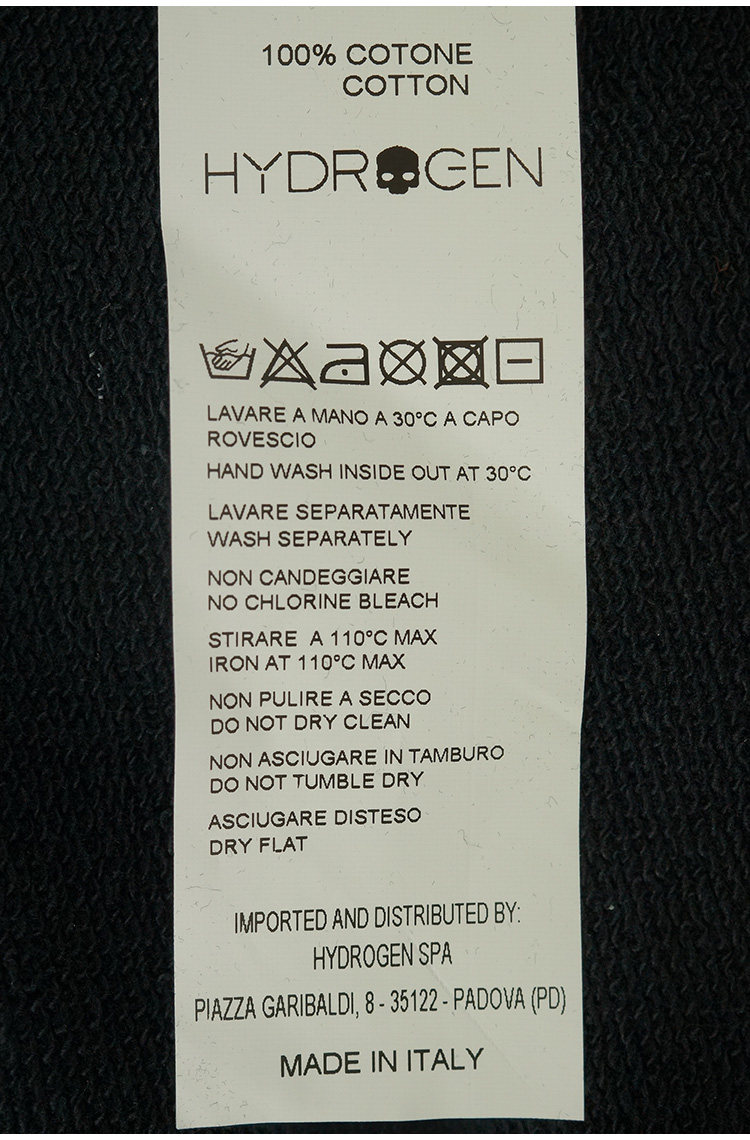 100% COTONE
COTTON
HYDROGEN
LAVARE A MANO A 30°C A CAPO
ROVESCIO
HAND WASH INSIDE OUT AT 30°C
LAVARE SEPARATAMENTE
WASH SEPARATELY
NON CANDEGGIARE
NO CHLORINE BLEACH
STIRARE A 110°C MAX
IRON AT 110°C MAX
NON PULIRE A SECCO
DO NOT DRY CLEAN
NON ASCIUGARE IN TAMBURO
DO NOT TUMBLE DRY
ASCIUGARE DISTESO
DRY FLAT
IMPORTED AND DISTRIBUTED BY:
HYDROGEN SPA
PIAZZA GARIBALDI, 8 - 35122 - PADOVA (PD)
MADE IN ITALY